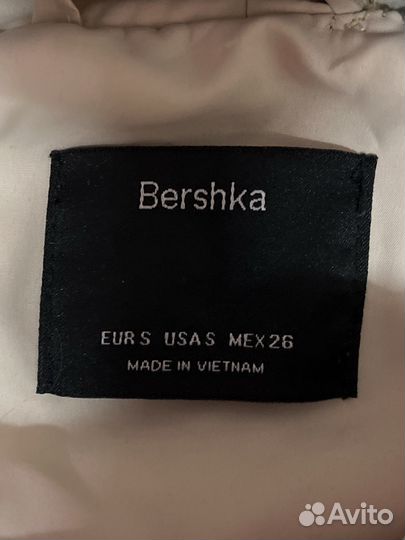 Bershka
EUR S USA S MEX 26
MADE IN VIETNAM
Avito